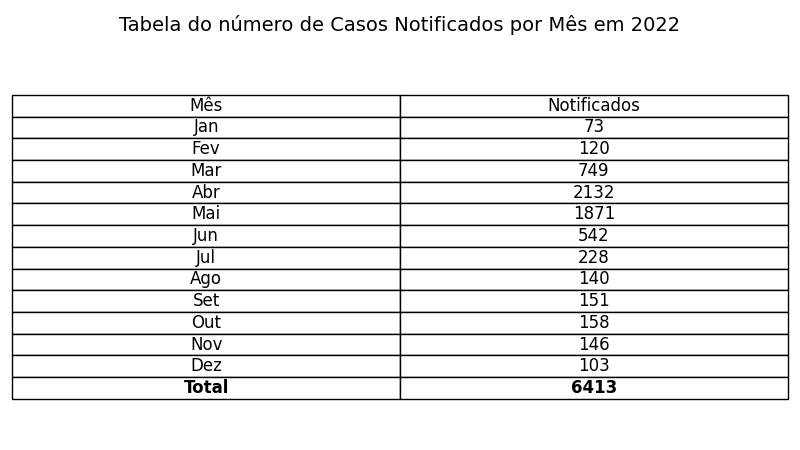 Tabela do número de Casos Notificados por Mês em 2022
Mês Notificados
Jan 73
Fev 120
Mar 749
Abr 2132
Mai 1871
Jun 542
Jul 228
Ago 140
Set 151
Out 158
Nov 146
Dez 103
Total 6413